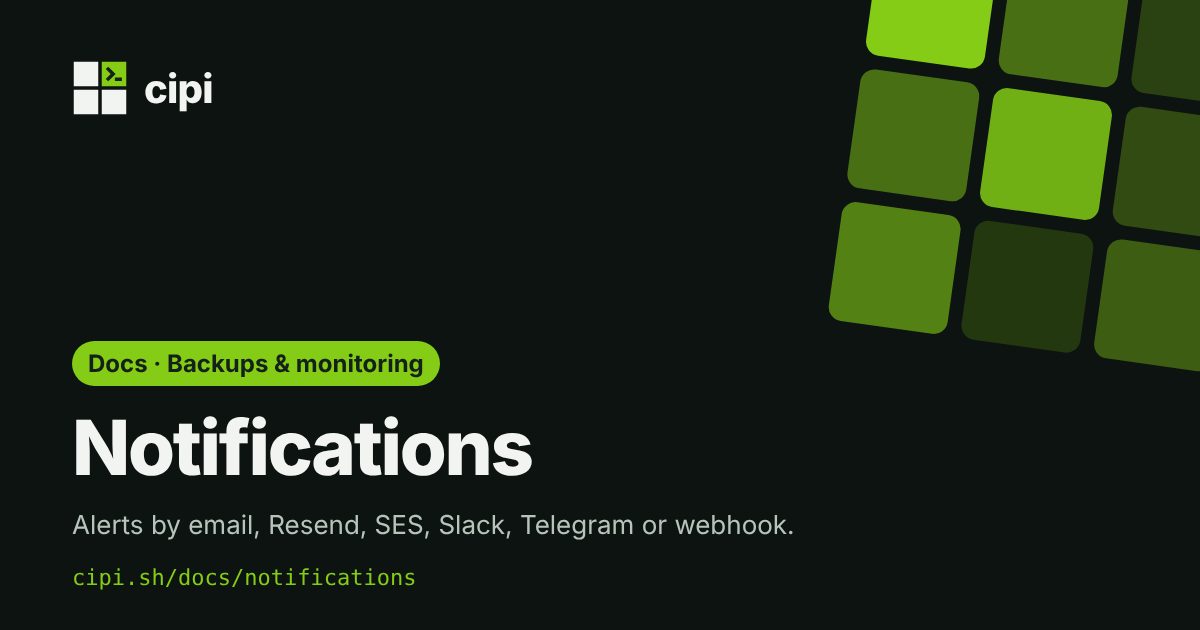 cipi
Docs · Backups & monitoring
Notifications
Alerts by email, Resend, SES, Slack, Telegram or webhook.
cipi.sh/docs/notifications